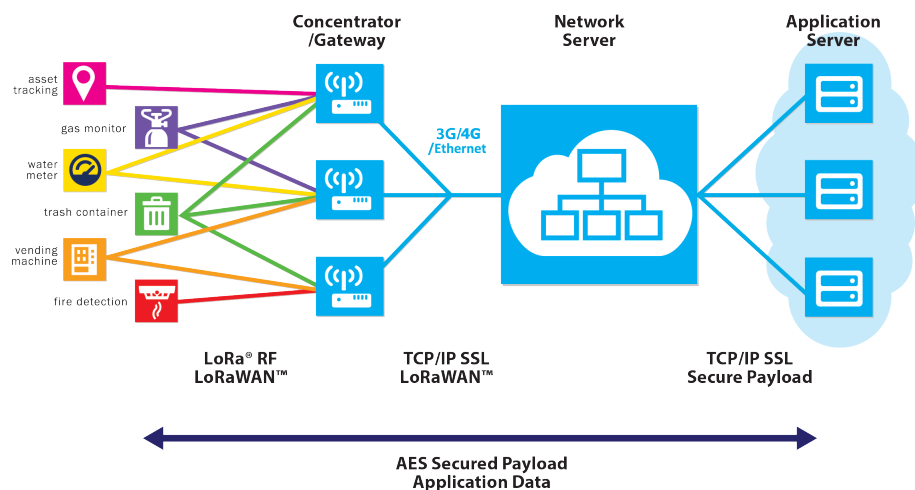 Concentrator
/Gateway
Network
Server
Application
Server
asset
tracking
gas monitor
water
meter
trash container
vending
machine
fire detection
3G/4G
/Ethernet
LoRa® RF
LoRaWAN™
TCP/IP SSL
LoRaWAN™
TCP/IP SSL
Secure Payload
AES Secured Payload
Application Data